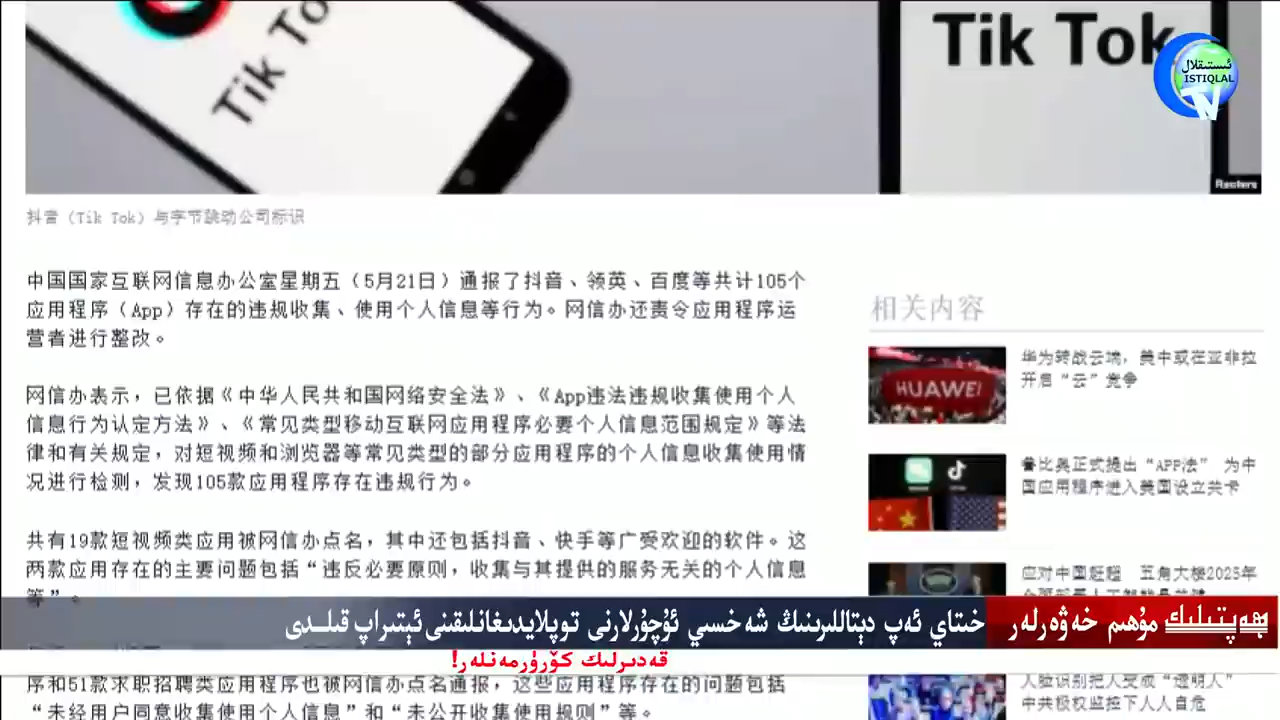 Tik To
Tik Tok
ئىستىقلال
ISTIQLAL
TV
Reuters
抖音（Tik Tok）与字节跳动公司标识
中国国家互联网信息办公室星期五（5月21日）通报了抖音、领英、百度等共计105个
应用程序（App）存在的违规收集、使用个人信息等行为。网信办还责令应用程序运
营者进行整改。
网信办表示，已依据《中华人民共和国网络安全法》、《App违法违规收集使用个人
信息行为认定方法》、《常见类型移动互联网应用程序必要个人信息范围规定》等法
律和有关规定，对短视频和浏览器等常见类型的部分应用程序的个人信息收集使用情
况进行检测，发现105款应用程序存在违规行为。
共有19款短视频类应用被网信办点名，其中还包括抖音、快手等广受欢迎的软件。这
两款应用存在的主要问题包括“违反必要原则，收集与其提供的服务无关的个人信息
等”。
相关内容
HUAWEI
华为转战云端，美中或在亚非拉
开启“云”竞争
鲁比奥正式提出“APP法” 为中
国应用程序进入美国设立关卡
应对中国赶超 五角大楼2025年
ھەپتىلىك مۇھىم خەۋەرلەر
خىتاي ئەپ دېتاللىرىنىڭ شەخسىي ئۇچۇرلارنى توپلايدىغانلىقنى ئېتىراپ قىلدى
قەدىرلىك كۆرۈرمەنلەر!
序和51款求职招聘类应用程序也被网信办点名通报，这些应用程序存在的问题包括
“未经用户同意收集使用个人信息”和“未公开收集使用规则”等。
人脸识别把人变成“透明人”
中共极权监控下人人自危